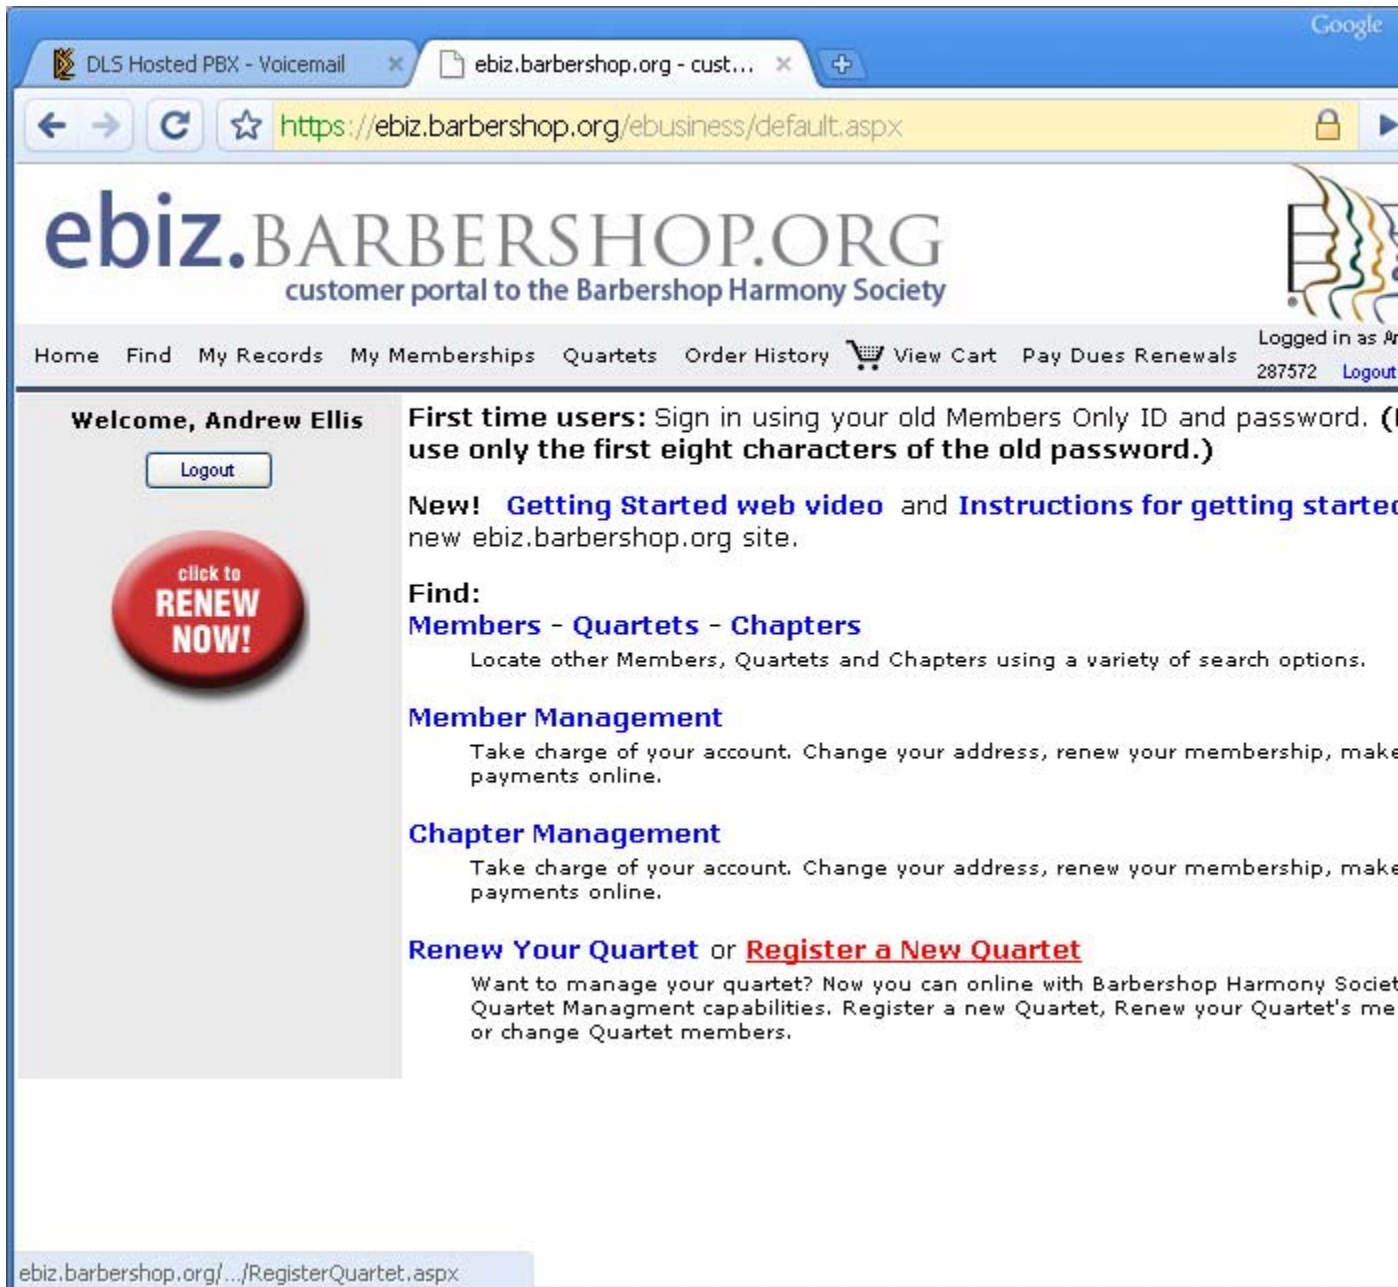 Google
DLS Hosted PBX - Voicemail
ebiz.barbershop.org - cust...
https://ebiz.barbershop.org/ebusiness/default.aspx
ebiz.BARBERSHOP.ORG
customer portal to the Barbershop Harmony Society
Home Find My Records My Memberships Quartets Order History View Cart Pay Dues Renewals
Logged in as
287572 Logout
Welcome, Andrew Ellis
Logout
click to
RENEW
NOW!
First time users: Sign in using your old Members Only ID and password. (
use only the first eight characters of the old password.)
New! Getting Started web video and Instructions for getting started
new ebiz.barbershop.org site.
Find:
Members - Quartets - Chapters
Locate other Members, Quartets and Chapters using a variety of search options.
Member Management
Take charge of your account. Change your address, renew your membership, make
payments online.
Chapter Management
Take charge of your account. Change your address, renew your membership, make
payments online.
Renew Your Quartet or Register a New Quartet
Want to manage your quartet? Now you can online with Barbershop Harmony Societ
Quartet Managment capabilities. Register a new Quartet, Renew your Quartet's me
or change Quartet members.
ebiz.barbershop.org/.../RegisterQuartet.aspx